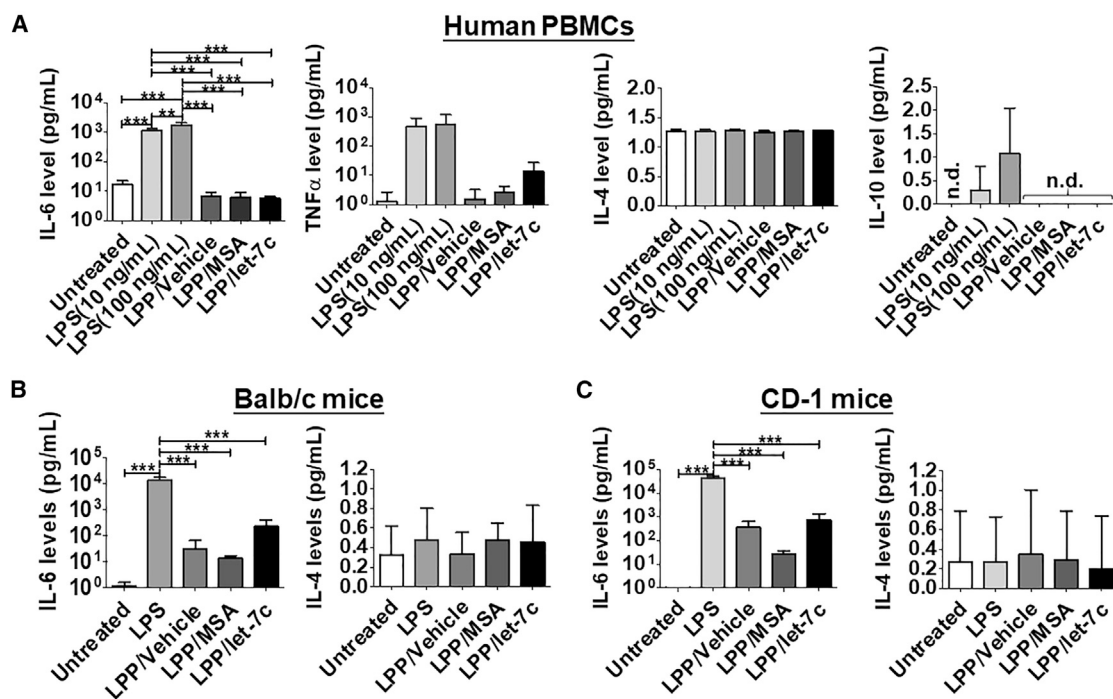 A
Human PBMCs
IL-6 level (pg/mL)
10⁴
10³
10²
10¹
10⁰
***
***
***
***
***
***
***
***
**
Untreated
LPS(10 ng/mL)
LPS(100 ng/mL)
LPP/Vehicle
LPP/MSA
LPP/let-7c
TNFα level (pg/mL)
10⁴
10³
10²
10¹
10⁰
Untreated
LPS(10 ng/mL)
LPS(100 ng/mL)
LPP/Vehicle
LPP/MSA
LPP/let-7c
IL-4 level (pg/mL)
2.0
1.5
1.0
0.5
0.0
Untreated
LPS(10 ng/mL)
LPS(100 ng/mL)
LPP/Vehicle
LPP/MSA
LPP/let-7c
IL-10 level (pg/mL)
2.5
2.0
1.5
1.0
0.5
0.0
n.d.
n.d.
Untreated
LPS(10 ng/mL)
LPS(100 ng/mL)
LPP/Vehicle
LPP/MSA
LPP/let-7c
B
Balb/c mice
IL-6 levels (pg/mL)
10⁵
10⁴
10³
10²
10¹
10⁰
***
***
***
***
Untreated
LPS
LPP/Vehicle
LPP/MSA
LPP/let-7c
IL-4 levels (pg/mL)
1.2
1.0
0.8
0.6
0.4
0.2
0.0
Untreated
LPS
LPP/Vehicle
LPP/MSA
LPP/let-7c
C
CD-1 mice
IL-6 levels (pg/mL)
10⁵
10⁴
10³
10²
10¹
10⁰
***
***
***
***
Untreated
LPS
LPP/Vehicle
LPP/MSA
LPP/let-7c
IL-4 levels (pg/mL)
1.2
1.0
0.8
0.6
0.4
0.2
0.0
Untreated
LPS
LPP/Vehicle
LPP/MSA
LPP/let-7c